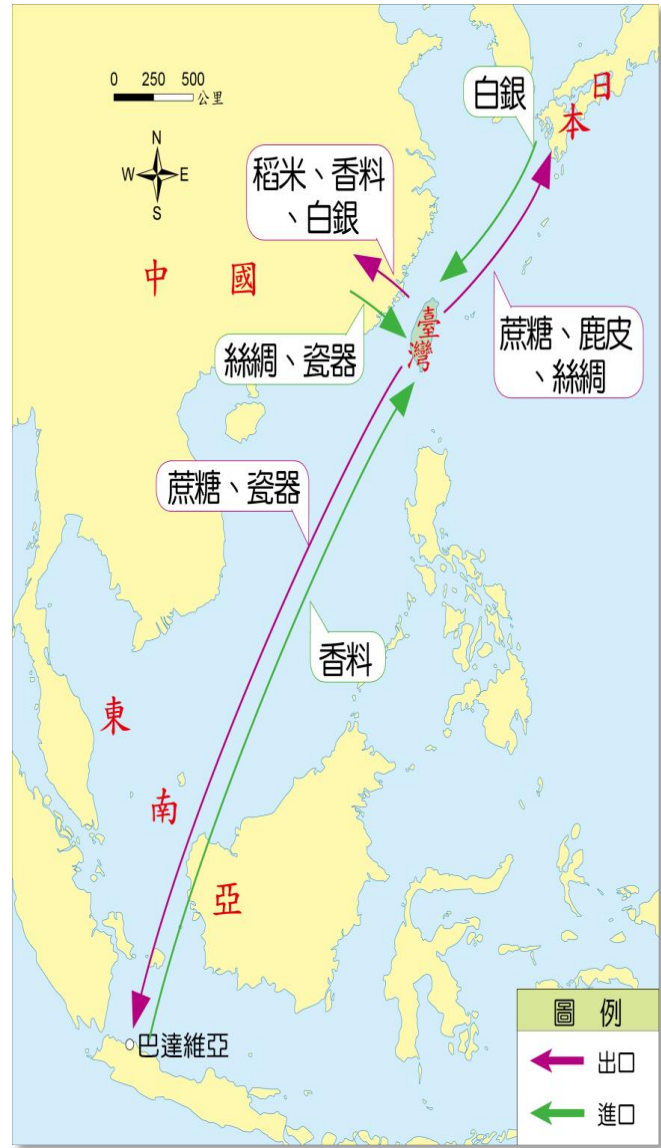 0 250 500
公里
N
W E
S
白銀
日
本
稻米、香料
、白銀
中國
臺
灣
絲綢、瓷器
蔗糖、鹿皮
、絲綢
蔗糖、瓷器
香料
東
南
亞
巴達維亞
圖例
出口
進口